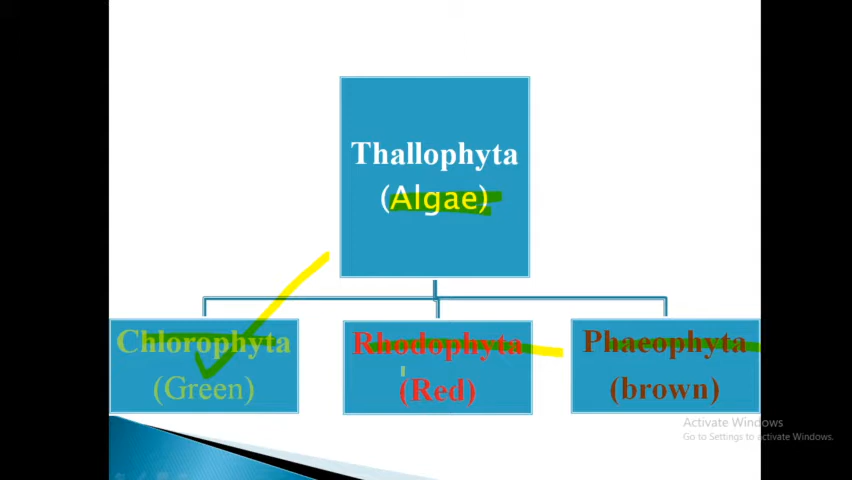 Thallophyta
(Algae)
Chlorophyta
(Green)
Rhodophyta
(Red)
Phaeophyta
(brown)
Activate Windows
Go to Settings to activate Windows.